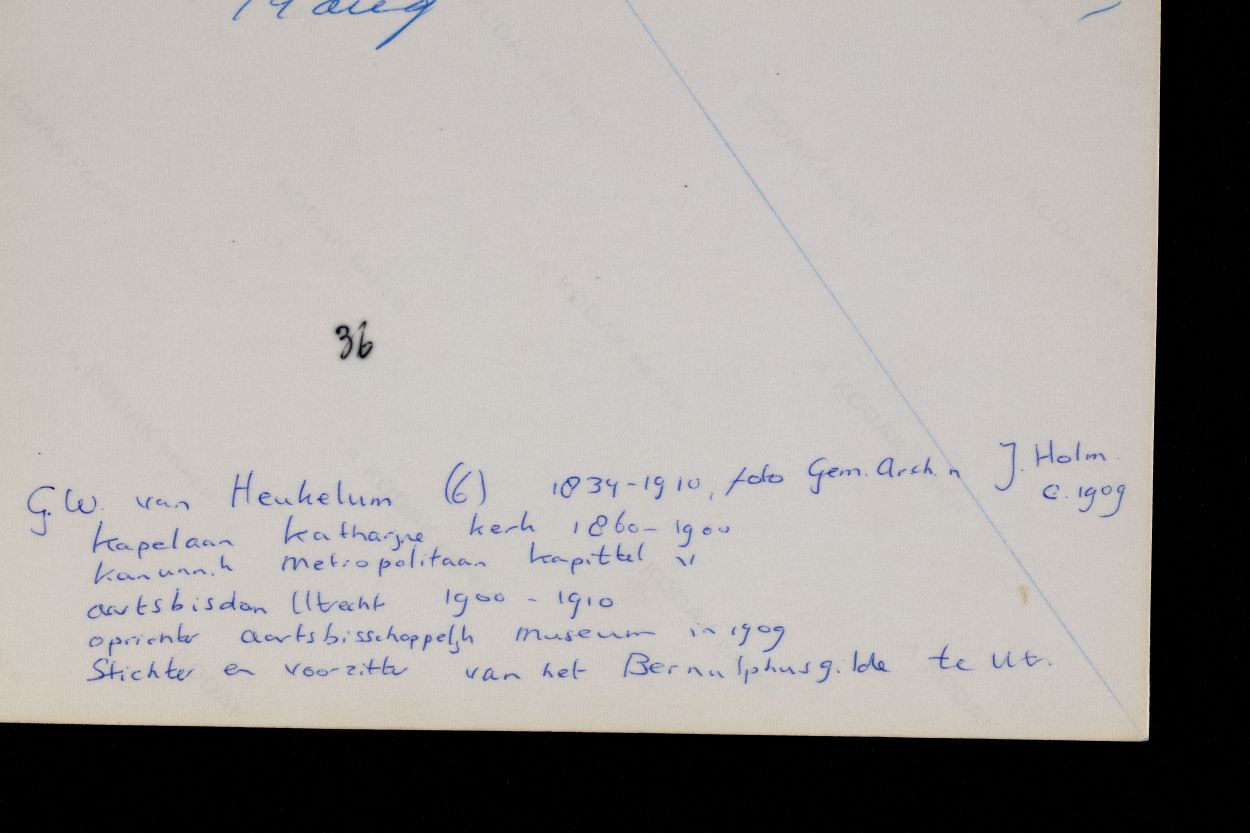 36
G.W. van Heukelum (6) 1834-1910, foto Gem. Arch. n J. Holm.
c. 1909
kapelaan Katharijne kerk 1860-1900
kanunnik Metropolitaan kapittel v
aartsbisdom Utrecht 1900 - 1910
oprichter aartsbisschoppelijk museum in 1909
Stichter en voorzitter van het Bernulphusgilde te Ut.